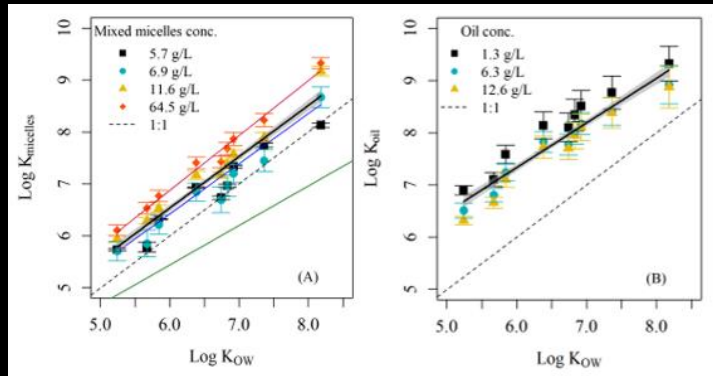 Mixed micelles conc.
5.7 g/L
6.9 g/L
11.6 g/L
64.5 g/L
1:1
Log K_micelles
10
9
8
7
6
5
(A)
5.0 6.0 7.0 8.0
Log K_OW
Oil conc.
1.3 g/L
6.3 g/L
12.6 g/L
1:1
Log K_oil
10
9
8
7
6
5
(B)
5.0 6.0 7.0 8.0
Log K_OW